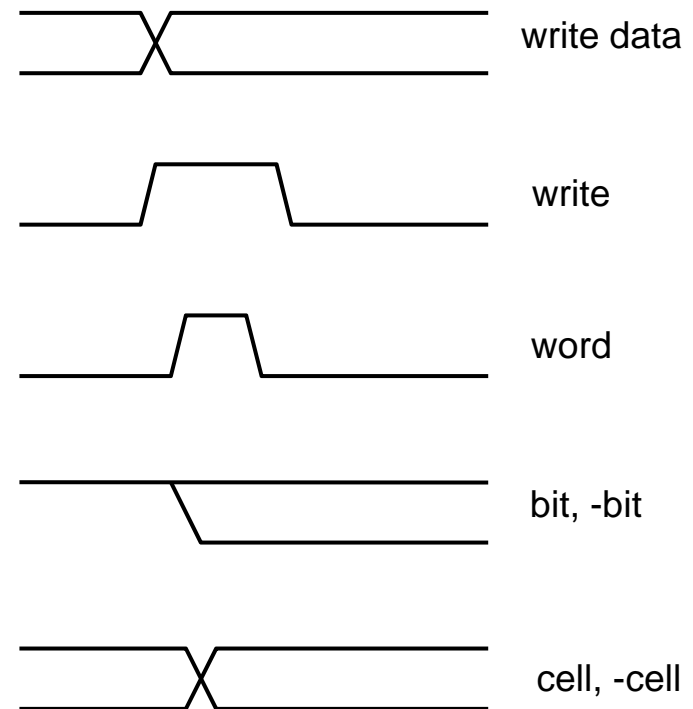 write data
write
word
bit, -bit
cell, -cell